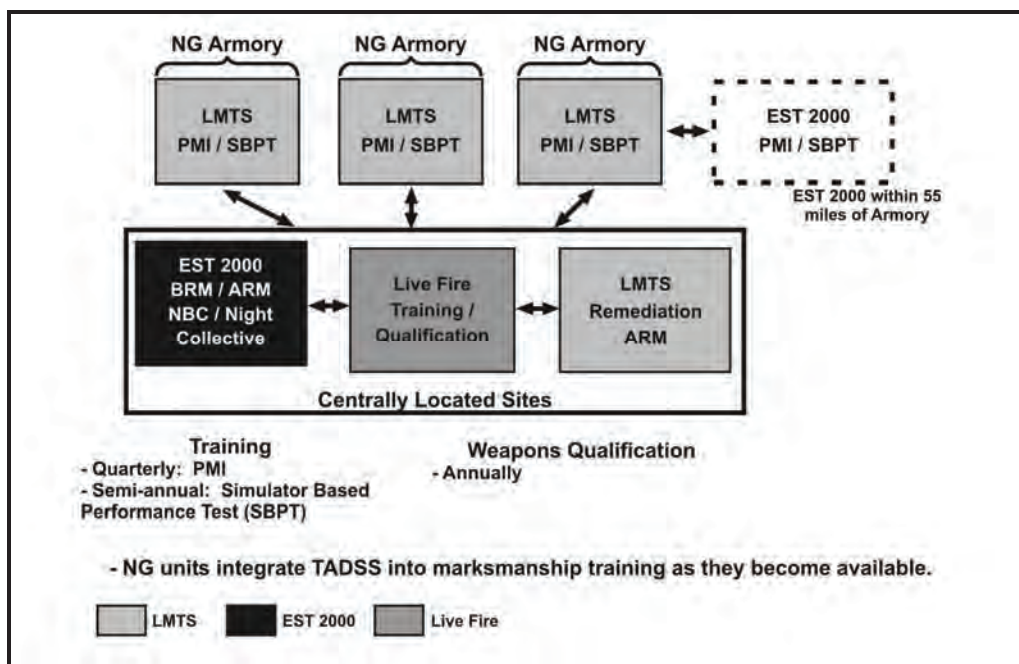 NG Armory
NG Armory
NG Armory
LMTS
PMI / SBPT
LMTS
PMI / SBPT
LMTS
PMI / SBPT
EST 2000
PMI / SBPT
EST 2000 within 55
miles of Armory
EST 2000
BRM / ARM
NBC / Night
Collective
Live Fire
Training /
Qualification
LMTS
Remediation
ARM
Centrally Located Sites
Training
- Quarterly: PMI
- Semi-annual: Simulator Based
Performance Test (SBPT)
Weapons Qualification
- Annually
- NG units integrate TADSS into marksmanship training as they become available.
LMTS
EST 2000
Live Fire